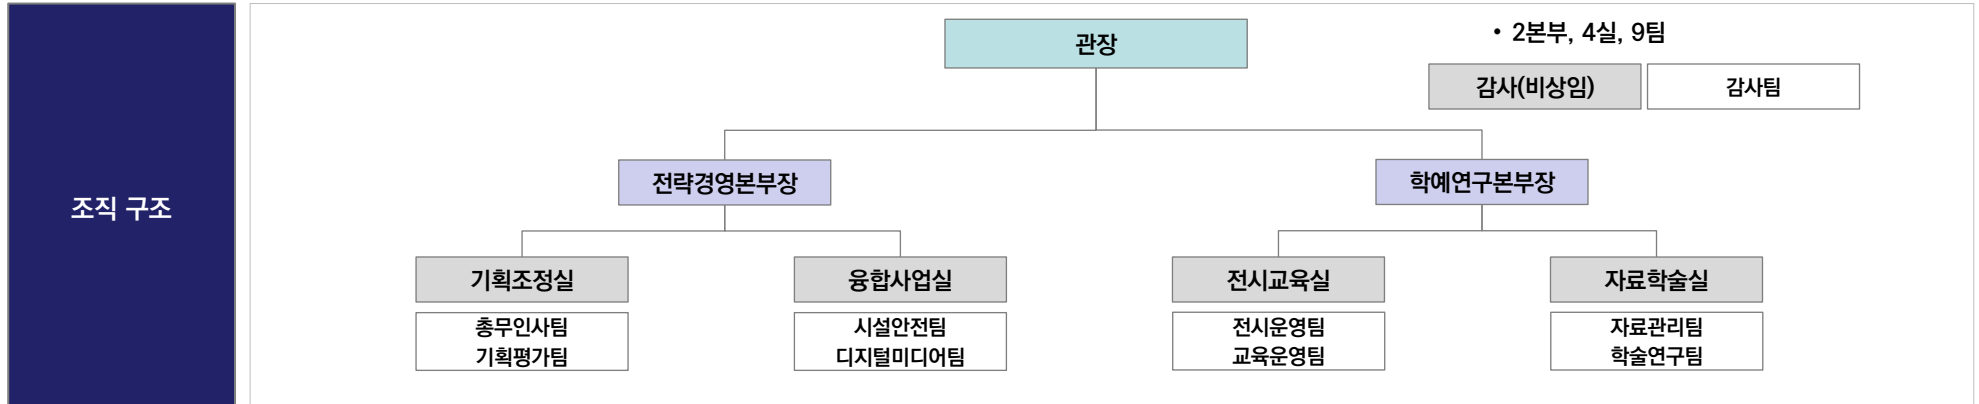 조직 구조
관장
• 2본부, 4실, 9팀
감사(비상임)
감사팀
전략경영본부장
학예연구본부장
기획조정실
융합사업실
전시교육실
자료학술실
총무인사팀
기획평가팀
시설안전팀
디지털미디어팀
전시운영팀
교육운영팀
자료관리팀
학술연구팀